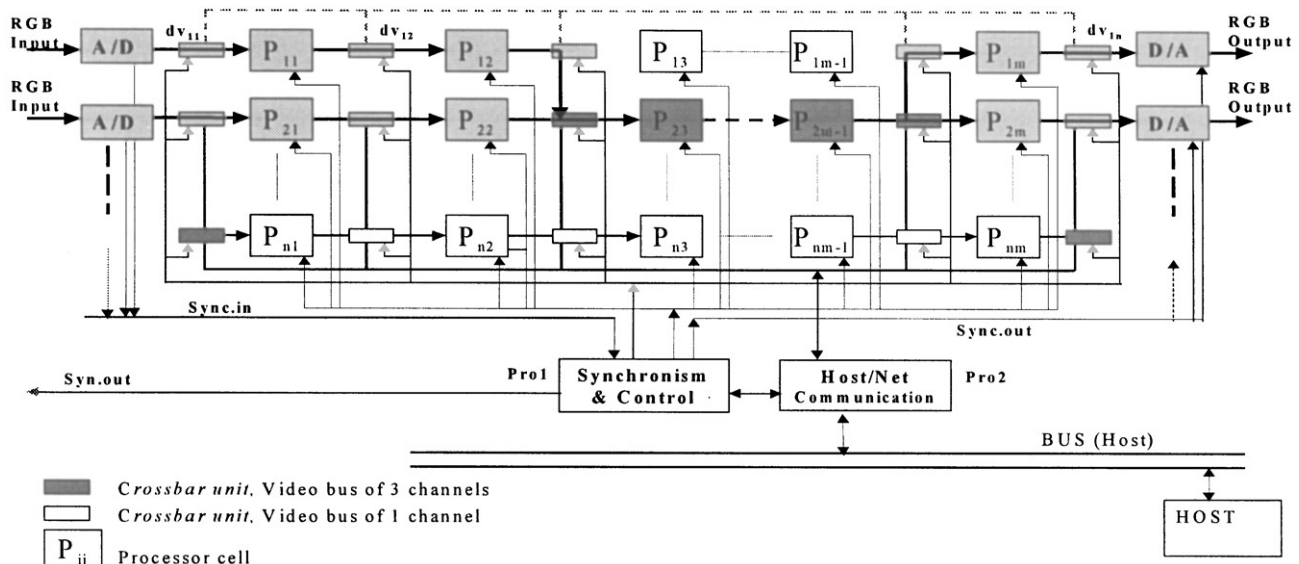 RGB Input
A/D
dv11
P11
dv12
P12
P13
P1m-1
P1m
dv1n
D/A
RGB Output
RGB Input
A/D
P21
P22
P23
P2m-1
P2m
D/A
RGB Output
Pn1
Pn2
Pn3
Pnm-1
Pnm
Sync.in
Sync.out
Syn.out
Pro1
Synchronism
& Control
Host/Net
Communication
Pro2
BUS (Host)
Crossbar unit, Video bus of 3 channels
Crossbar unit, Video bus of 1 channel
HOST
Pij Processor cell